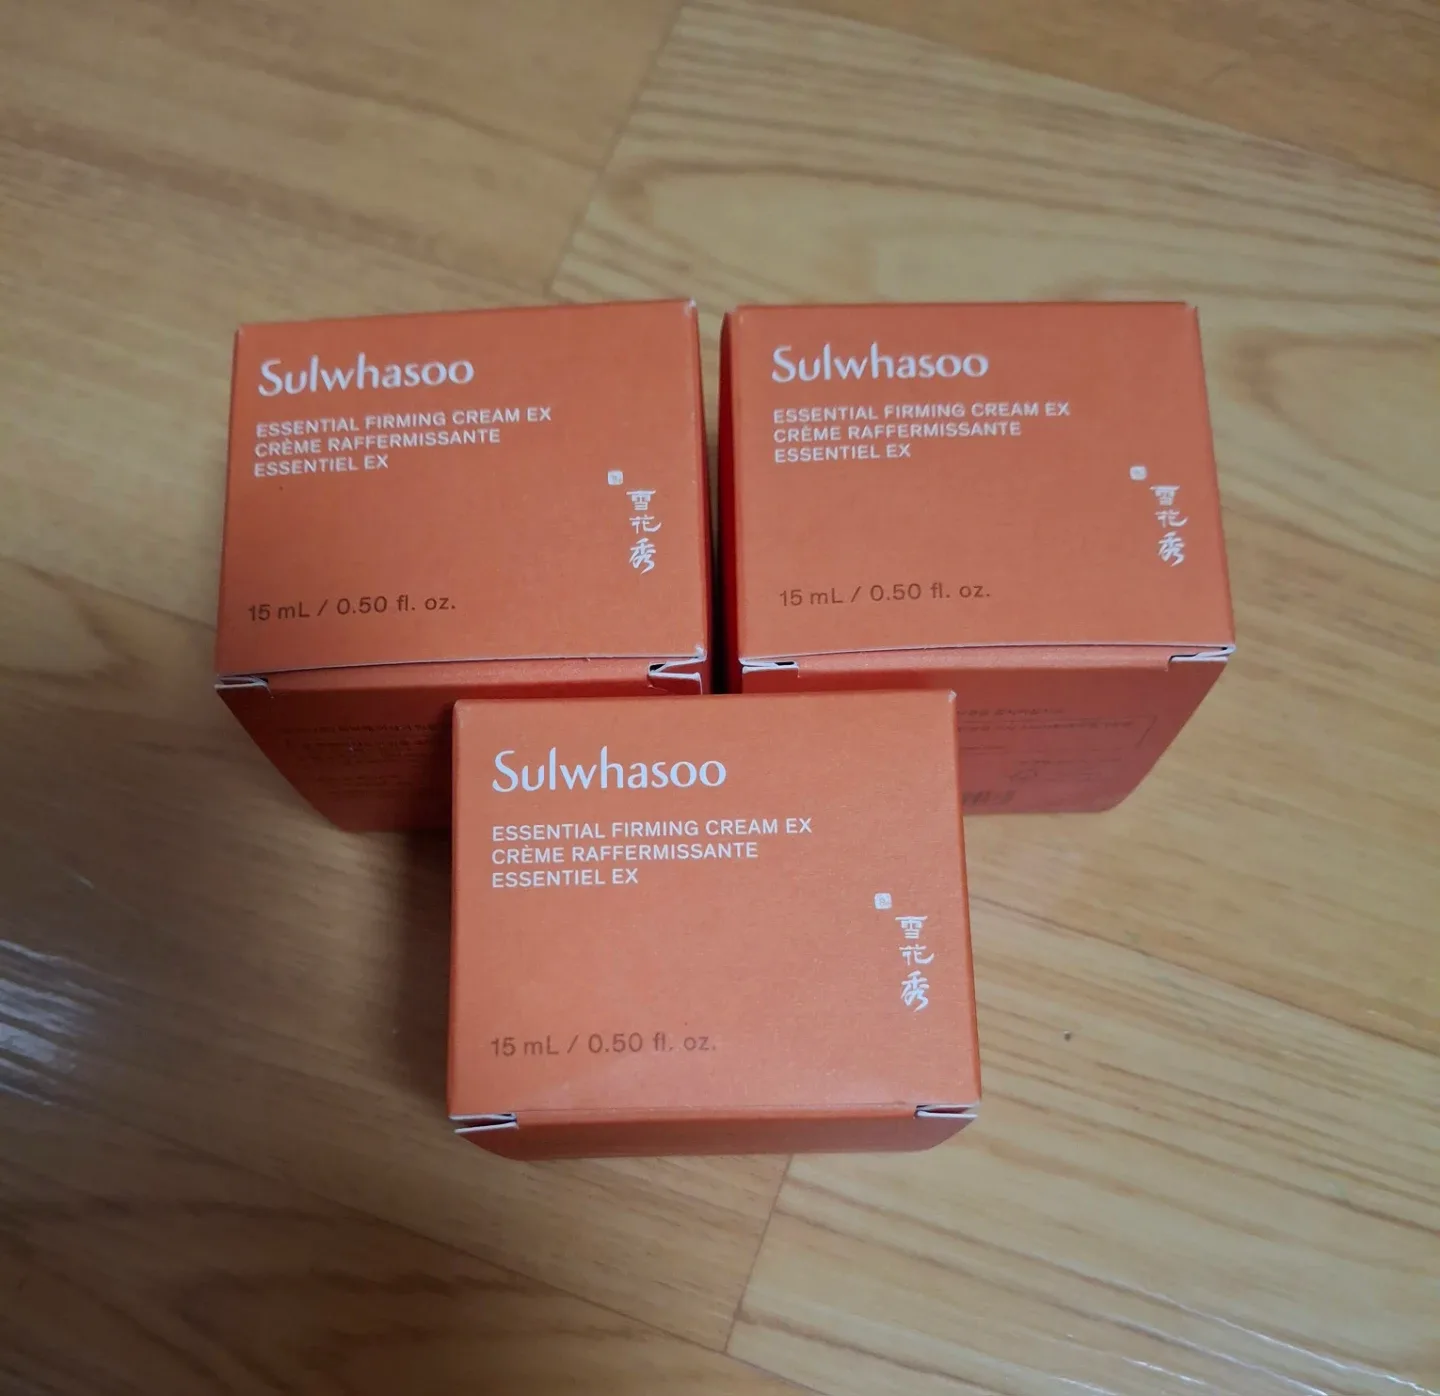 Sulwhasoo
ESSENTIAL FIRMING CREAM EX
CRÈME RAFFERMISSANTE
ESSENTIEL EX
雪花秀
15 mL / 0.50 fl. oz.
Sulwhasoo
ESSENTIAL FIRMING CREAM EX
CRÈME RAFFERMISSANTE
ESSENTIEL EX
雪花秀
15 mL / 0.50 fl. oz.
Sulwhasoo
ESSENTIAL FIRMING CREAM EX
CRÈME RAFFERMISSANTE
ESSENTIEL EX
雪花秀
15 mL / 0.50 fl. oz.